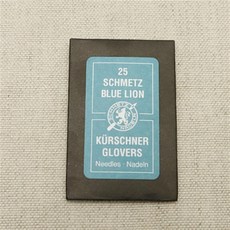 25
SCHMETZ
BLUE LION
KÜRSCHNER
GLOVERS
Needles · Nadeln